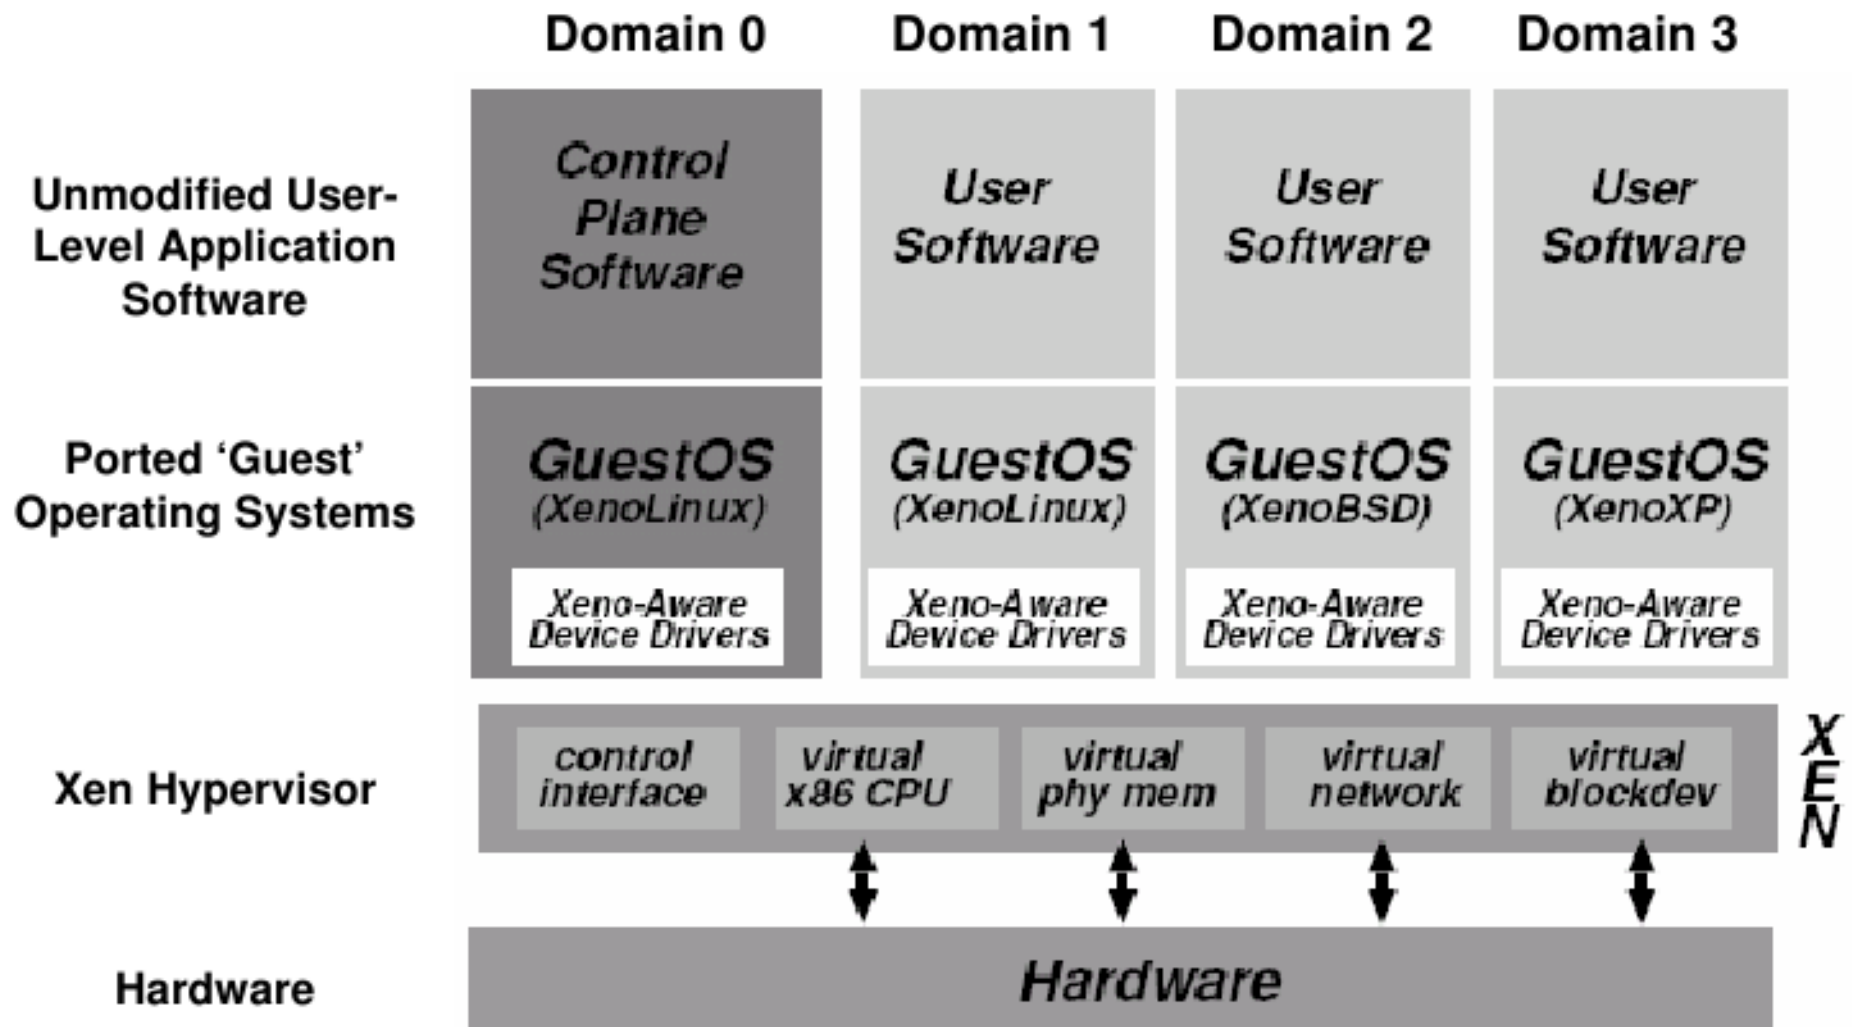 Domain 0
Domain 1
Domain 2
Domain 3
Unmodified User-
Level Application
Software
Control
Plane
Software
User
Software
User
Software
User
Software
Ported ‘Guest’
Operating Systems
GuestOS
(XenoLinux)
Xeno-Aware
Device Drivers
GuestOS
(XenoLinux)
Xeno-Aware
Device Drivers
GuestOS
(XenoBSD)
Xeno-Aware
Device Drivers
GuestOS
(XenoXP)
Xeno-Aware
Device Drivers
Xen Hypervisor
control
interface
virtual
x86 CPU
virtual
phy mem
virtual
network
virtual
blockdev
X
E
N
Hardware
Hardware